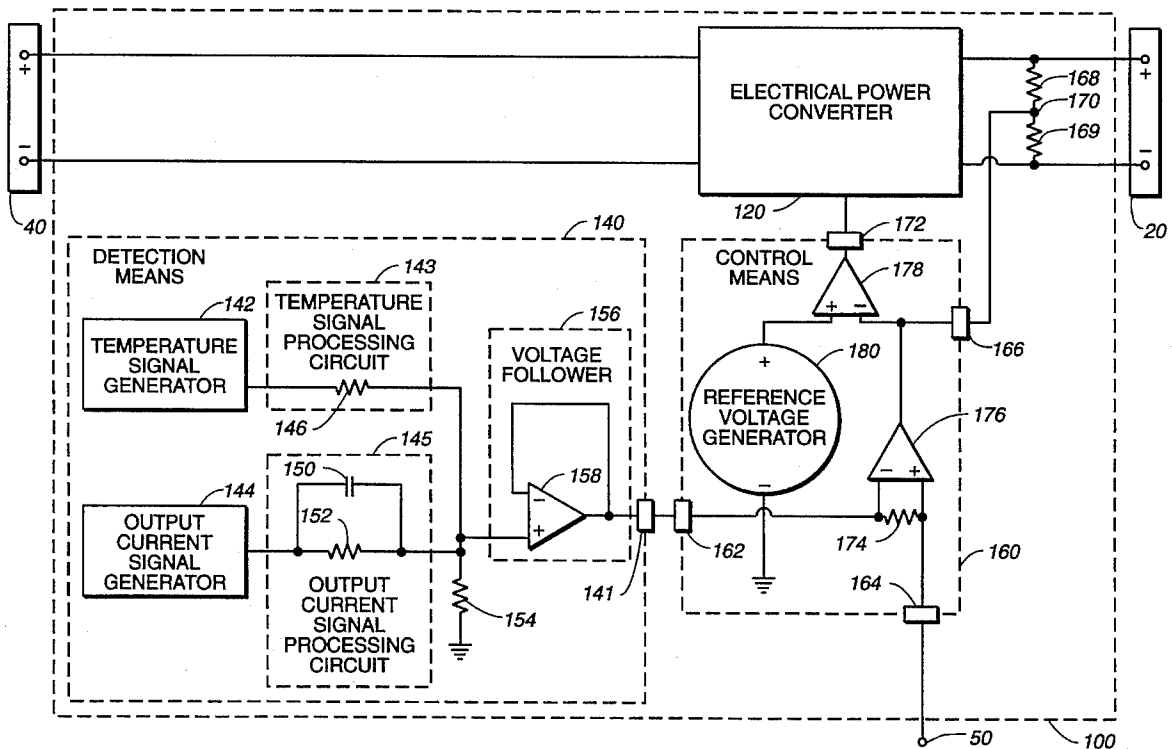 ELECTRICAL POWER
CONVERTER
+
−
40
+
−
20
168
170
169
120
172
140
DETECTION
MEANS
142
TEMPERATURE
SIGNAL
GENERATOR
143
TEMPERATURE
SIGNAL
PROCESSING
CIRCUIT
146
156
VOLTAGE
FOLLOWER
158
−
+
144
OUTPUT
CURRENT
SIGNAL
GENERATOR
145
150
152
OUTPUT
CURRENT
SIGNAL
PROCESSING
CIRCUIT
154
141
162
CONTROL
MEANS
178
+
−
166
180
+
REFERENCE
VOLTAGE
GENERATOR
−
176
−
+
174
160
164
50
100